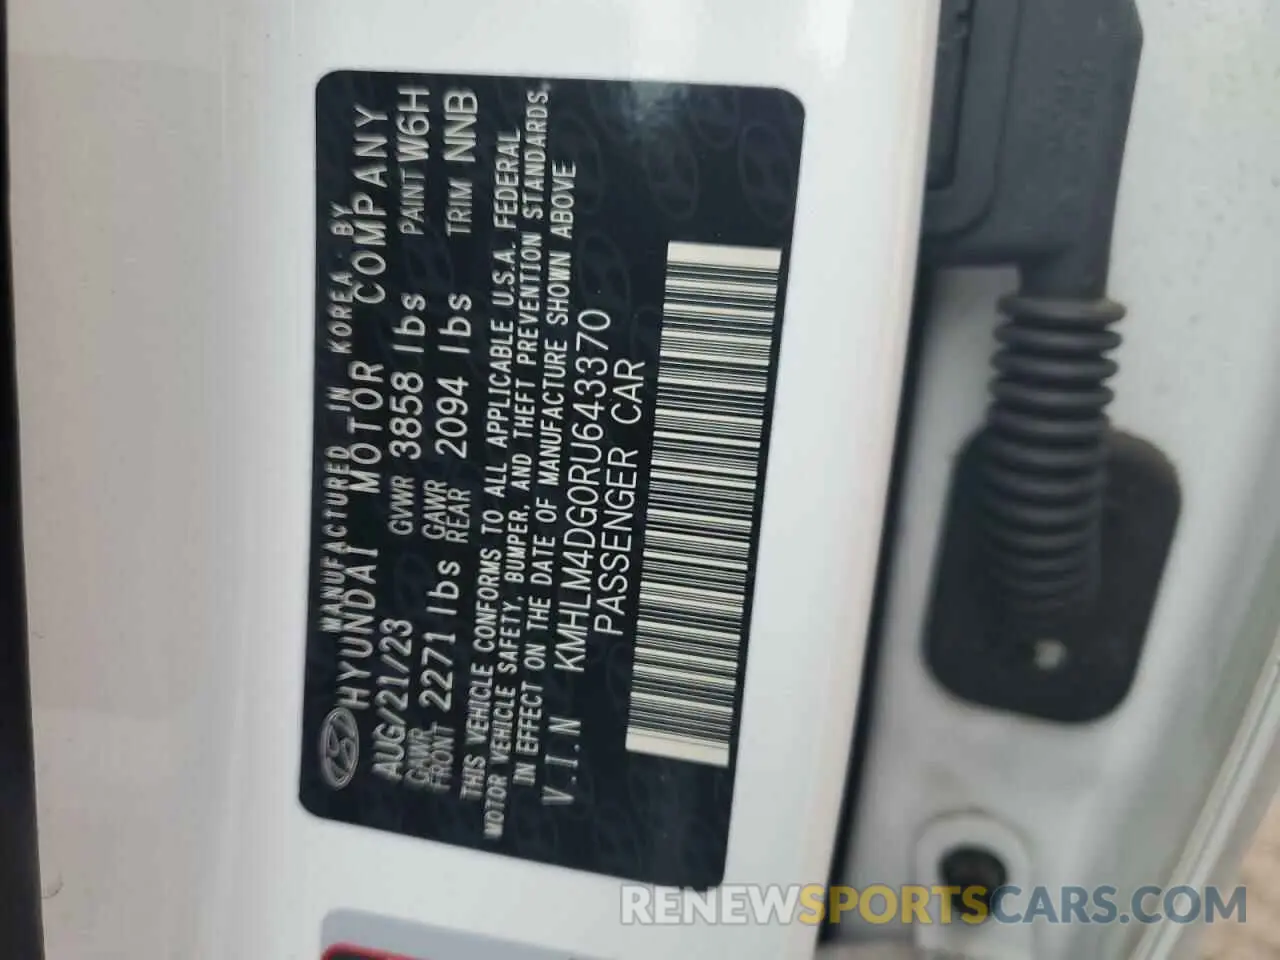 MANUFACTURED IN KOREA BY
HYUNDAI MOTOR COMPANY
AUG/21/23 GVWR 3858 lbs PAINT W6H
GAWR FRONT 2271 lbs GAWR REAR 2094 lbs TRIM NNB
THIS VEHICLE CONFORMS TO ALL APPLICABLE U.S.A. FEDERAL
MOTOR VEHICLE SAFETY, BUMPER, AND THEFT PREVENTION STANDARDS
IN EFFECT ON THE DATE OF MANUFACTURE SHOWN ABOVE
V.I.N KMHLM4DG0RU643370
PASSENGER CAR
RENEWSPORTSCARS.COM